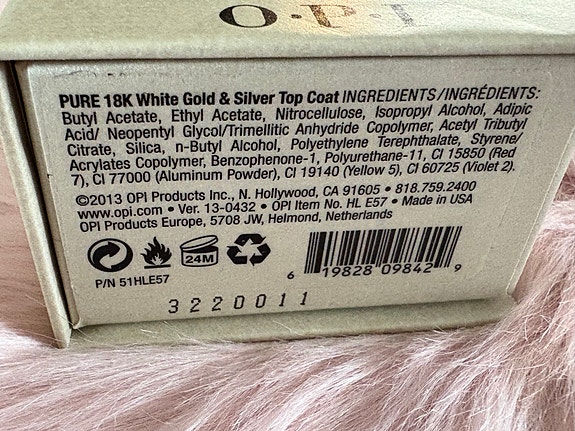 O·P·I
PURE 18K White Gold & Silver Top Coat INGREDIENTS/INGRÉDIENTS:
Butyl Acetate, Ethyl Acetate, Nitrocellulose, Isopropyl Alcohol, Adipic
Acid/ Neopentyl Glycol/Trimellitic Anhydride Copolymer, Acetyl Tributyl
Citrate, Silica, n-Butyl Alcohol, Polyethylene Terephthalate, Styrene/
Acrylates Copolymer, Benzophenone-1, Polyurethane-11, CI 15850 (Red
7), CI 77000 (Aluminum Powder), CI 19140 (Yellow 5), CI 60725 (Violet 2).
©2013 OPI Products Inc., N. Hollywood, CA 91605 • 818.759.2400
www.opi.com • Ver. 13-0432 • OPI Item No. HL E57 • Made in USA
OPI Products Europe, 5708 JW, Helmond, Netherlands
24M
P/N 51HLE57
6 19828 09842 9
3220011